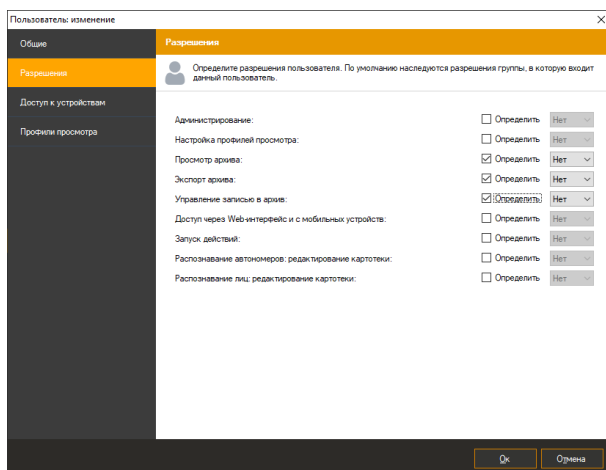 Пользователь: изменение
Общие
Разрешения
Доступ к устройствам
Профили просмотра
Разрешения
Определите разрешения пользователя. По умолчанию наследуются разрешения группы, в которую входит
данный пользователь.
Администрирование: Определить Нет
Настройка профилей просмотра: Определить Нет
Просмотр архива: Определить Нет
Экспорт архива: Определить Нет
Управление записью в архив: Определить Нет
Доступ через Web-интерфейс и с мобильных устройств: Определить Нет
Запуск действий: Определить Нет
Распознавание автономеров: редактирование картотеки: Определить Нет
Распознавание лиц: редактирование картотеки: Определить Нет
Ок Отмена